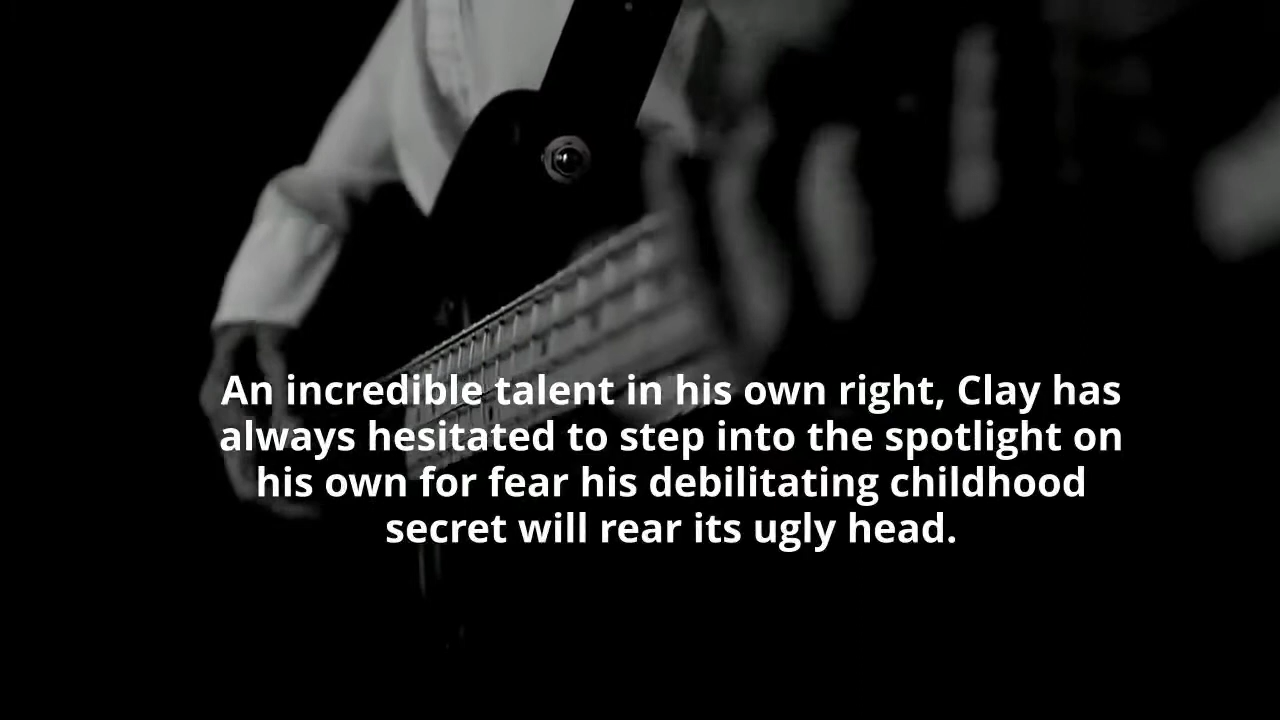 An incredible talent in his own right, Clay has
always hesitated to step into the spotlight on
his own for fear his debilitating childhood
secret will rear its ugly head.